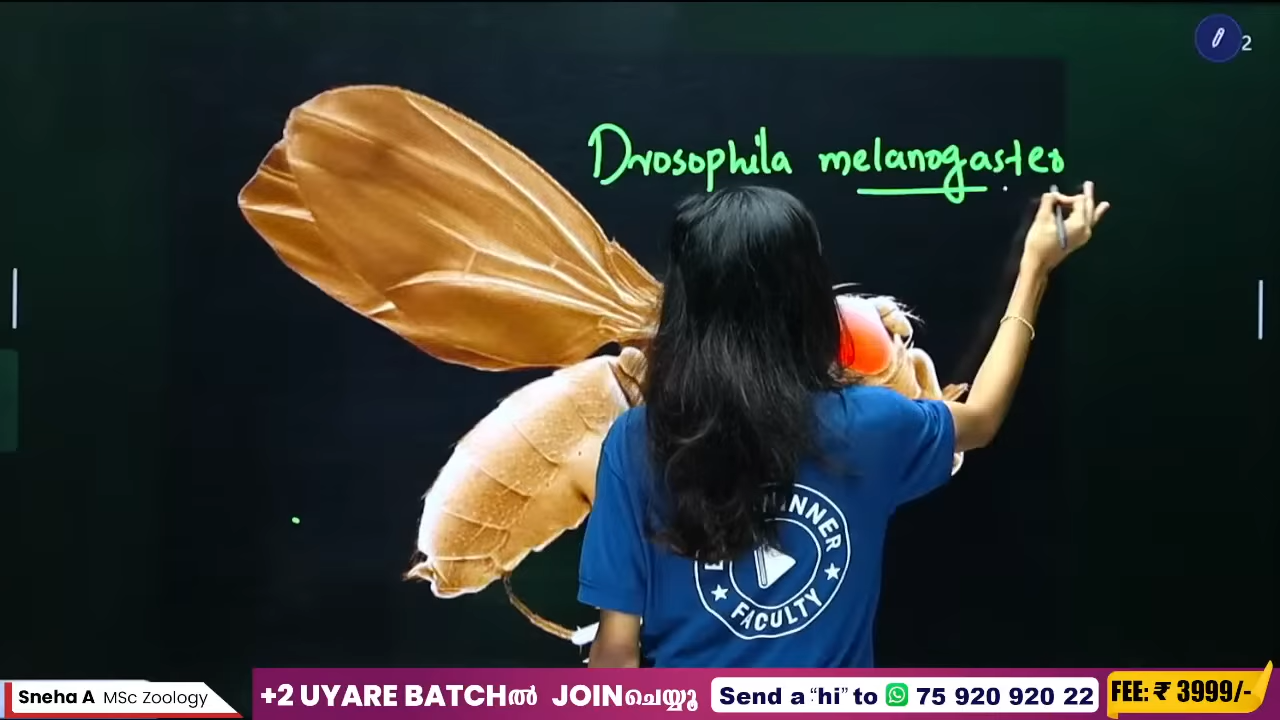 2
Drosophila melanogaster
INNER
FACULTY
Sneha A MSc Zoology
+2 UYARE BATCHൽ JOINചെയ്യൂ
Send a “hi” to 75 920 920 22
FEE: ₹ 3999/-